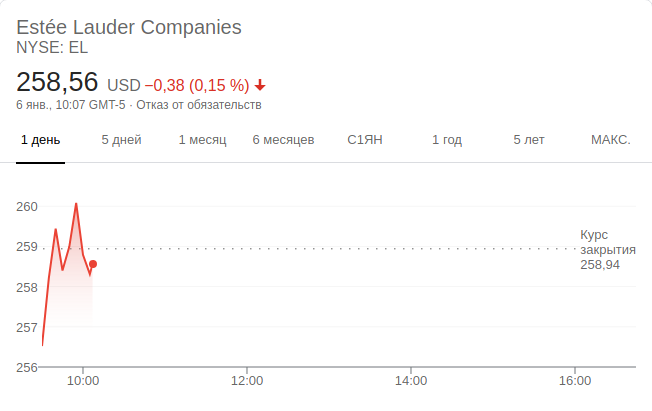 Estée Lauder Companies
NYSE: EL
258,56 USD −0,38 (0,15 %)
6 янв., 10:07 GMT-5 · Отказ от обязательств
1 день 5 дней 1 месяц 6 месяцев С1ЯН 1 год 5 лет МАКС.
260
Курс
259 закрытия
258,94
258
257
256
10:00 12:00 14:00 16:00